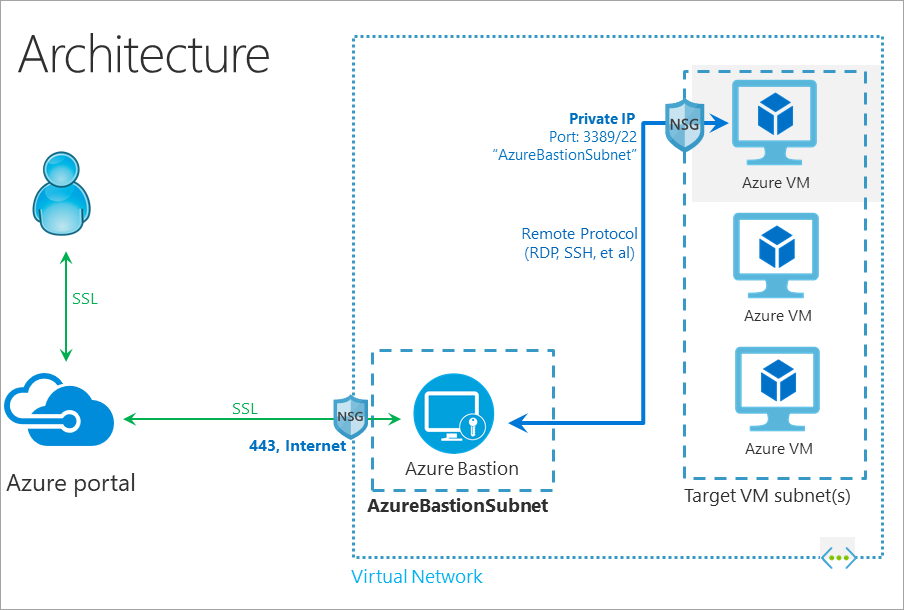 Architecture
Private IP
Port: 3389/22
“AzureBastionSubnet”
NSG
Azure VM
Remote Protocol
(RDP, SSH, et al)
SSL
Azure VM
Azure VM
SSL
NSG
443, Internet
Azure Bastion
Azure portal
AzureBastionSubnet
Target VM subnet(s)
Virtual Network